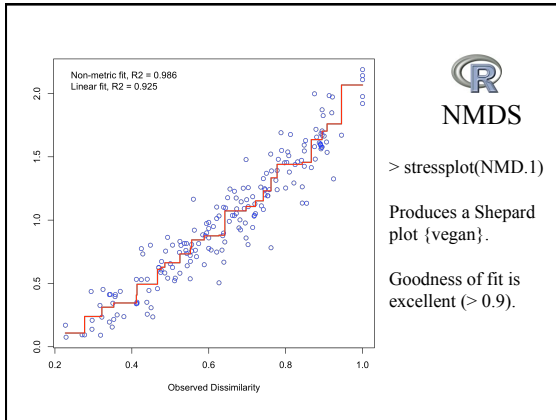 Non-metric fit, R2 = 0.986
Linear fit, R2 = 0.925
2.0
1.5
1.0
0.5
0.0
0.2
0.4
0.6
0.8
1.0
Observed Dissimilarity
R
NMDS
> stressplot(NMD.1)
Produces a Shepard
plot {vegan}.
Goodness of fit is
excellent (> 0.9).